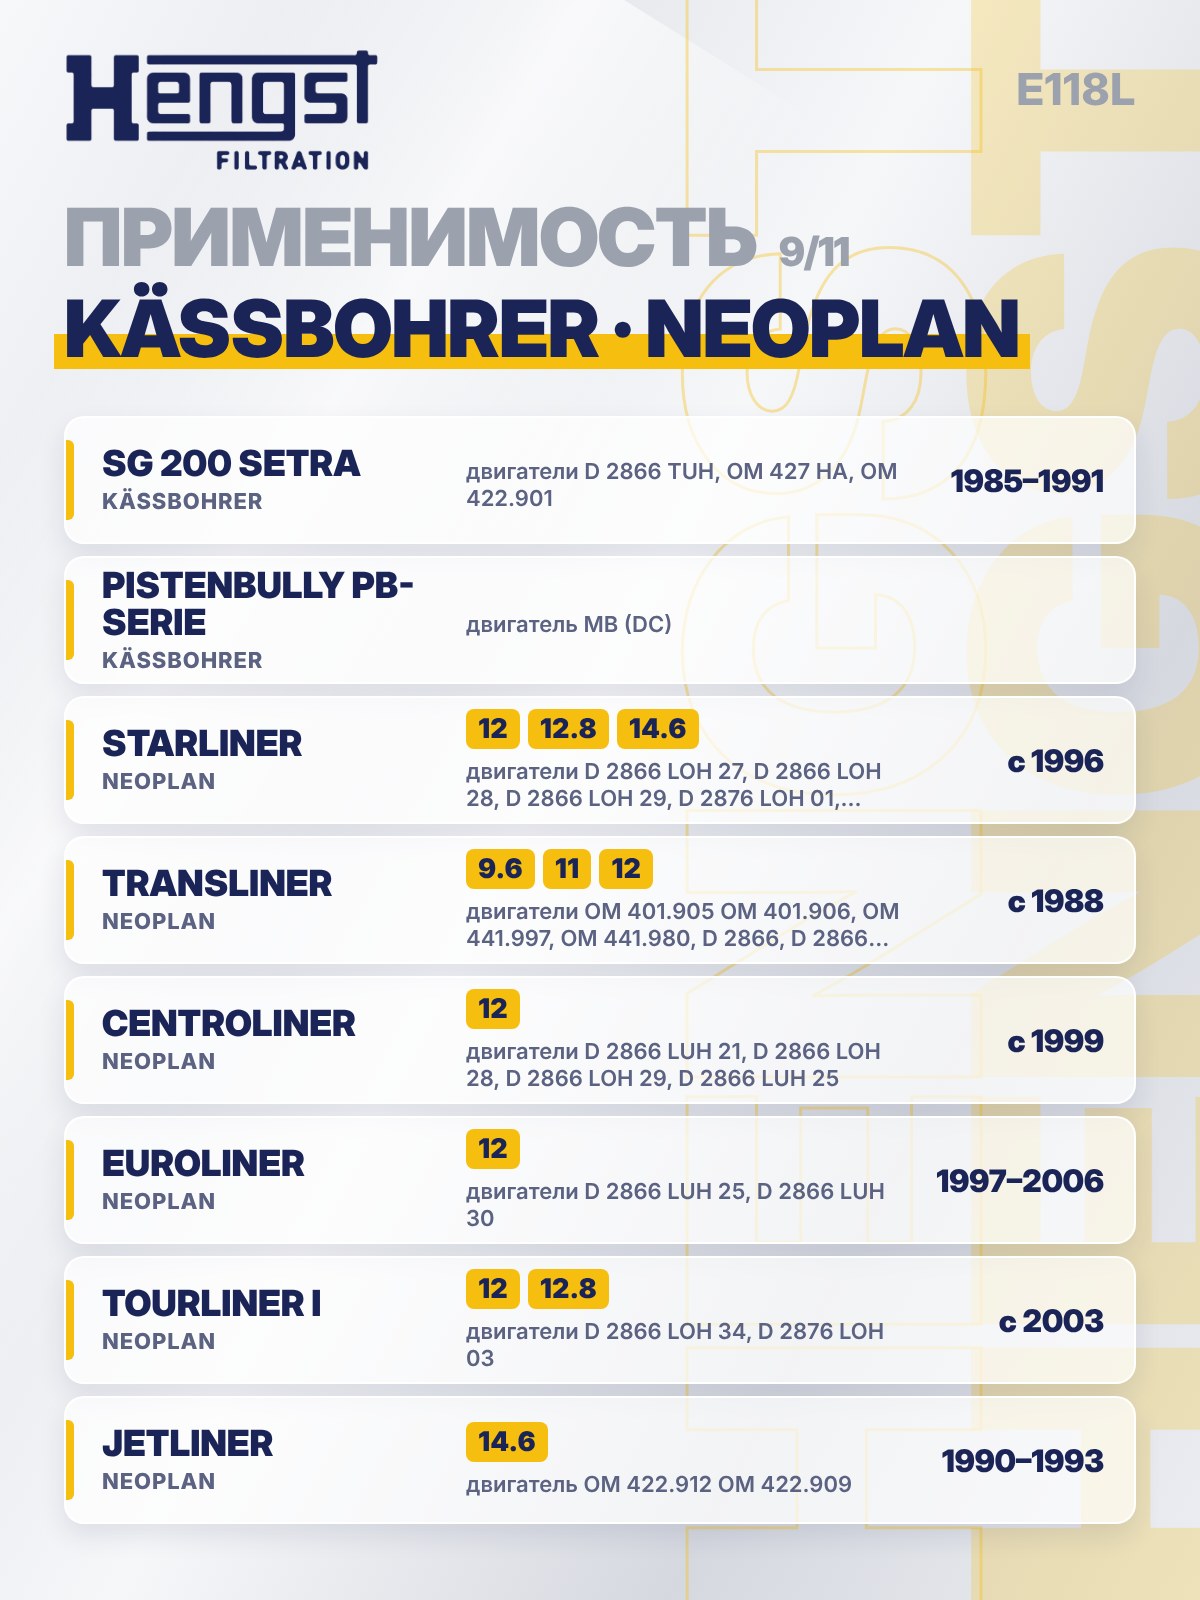 Hengst
FILTRATION
E118L
ПРИМЕНИМОСТЬ 9/11
KÄSSBOHRER · NEOPLAN
SG 200 SETRA
KÄSSBOHRER
двигатели D 2866 TUH, OM 427 HA, OM
422.901
1985–1991
PISTENBULLY PB-
SERIE
KÄSSBOHRER
двигатель MB (DC)
STARLINER
NEOPLAN
12 12.8 14.6
двигатели D 2866 LOH 27, D 2866 LOH
28, D 2866 LOH 29, D 2876 LOH 01,...
с 1996
TRANSLINER
NEOPLAN
9.6 11 12
двигатели OM 401.905 OM 401.906, OM
441.997, OM 441.980, D 2866, D 2866...
с 1988
CENTROLINER
NEOPLAN
12
двигатели D 2866 LUH 21, D 2866 LOH
28, D 2866 LOH 29, D 2866 LUH 25
с 1999
EUROLINER
NEOPLAN
12
двигатели D 2866 LUH 25, D 2866 LUH
30
1997–2006
TOURLINER I
NEOPLAN
12 12.8
двигатели D 2866 LOH 34, D 2876 LOH
03
с 2003
JETLINER
NEOPLAN
14.6
двигатель OM 422.912 OM 422.909
1990–1993
HENGST